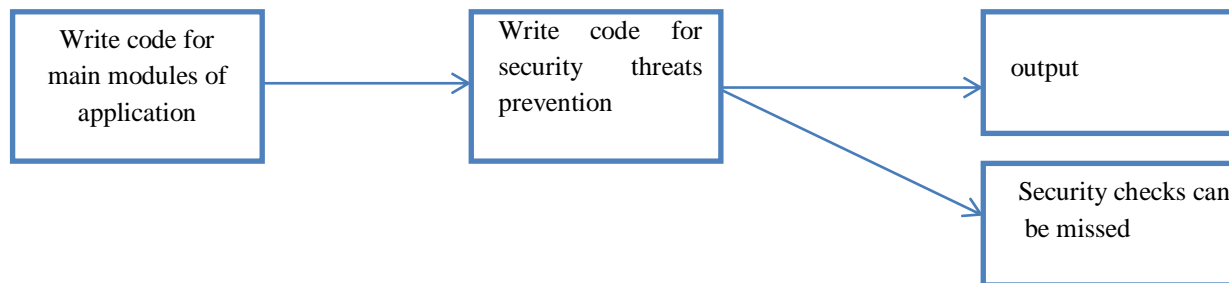 Write code for
main modules of
application
Write code for
security threats
prevention
output
Security checks can
be missed